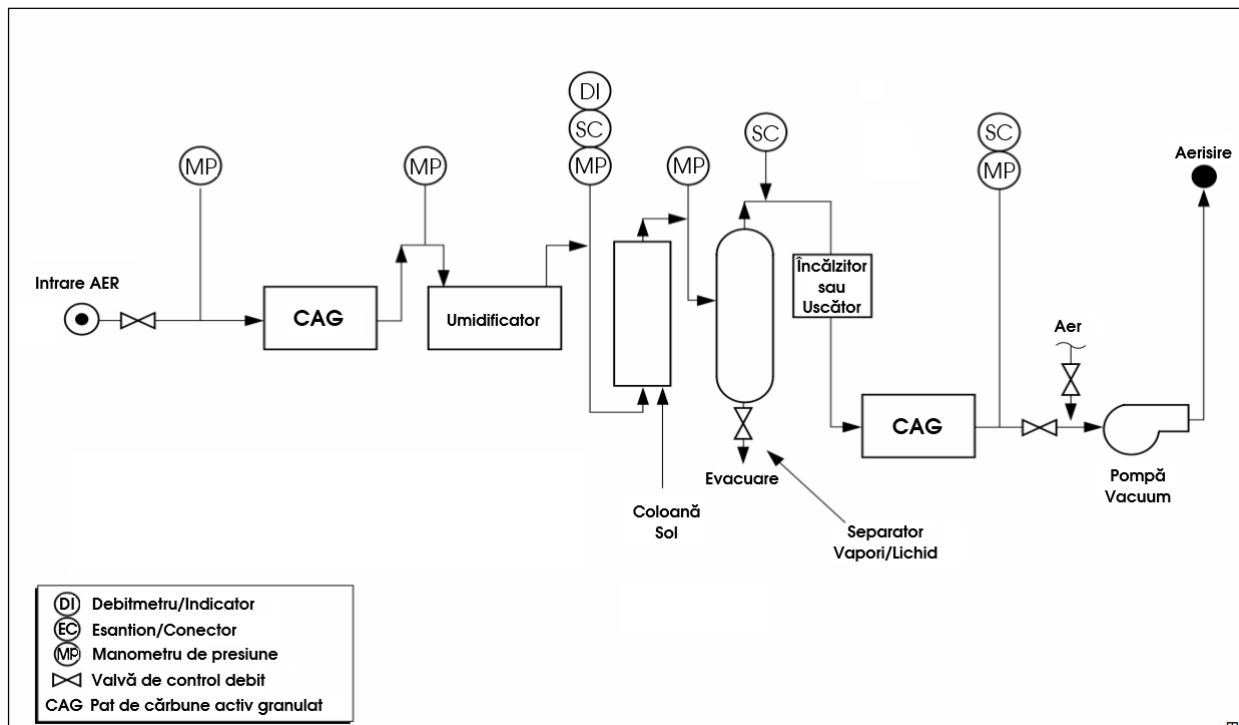 DI
SC
MP
MP
MP
MP
SC
SC
MP
Aerisire
Intrare AER
CAG
Umidificator
Încălzitor
sau
Uscător
Aer
CAG
Evacuare
Pompă
Vacuum
Coloană
Sol
Separator
Vapori/Lichid
DI Debitmetru/Indicator
EC Esantion/Conector
MP Manometru de presiune
Valvă de control debit
CAG Pat de cărbune activ granulat